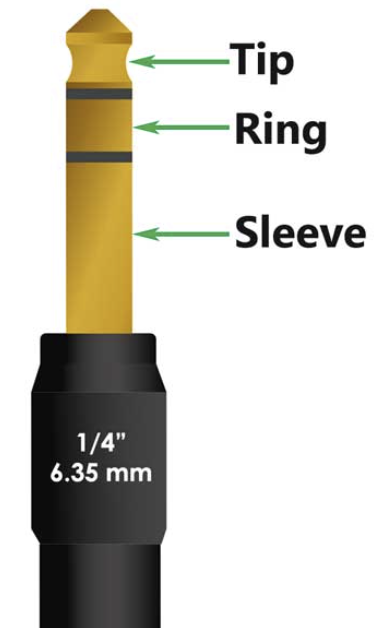 Tip
Ring
Sleeve
1/4”
6.35 mm